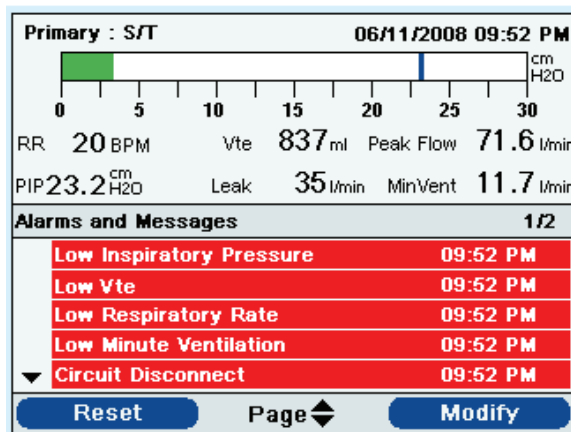 Primary : S/T 06/11/2008 09:52 PM
cm
H2O
0 5 10 15 20 25 30
RR 20 BPM Vte 837 ml Peak Flow 71.6 l/min
PIP 23.2 cm H2O Leak 35 l/min MinVent 11.7 l/min
Alarms and Messages 1/2
Low Inspiratory Pressure 09:52 PM
Low Vte 09:52 PM
Low Respiratory Rate 09:52 PM
Low Minute Ventilation 09:52 PM
Circuit Disconnect 09:52 PM
Reset Page Modify